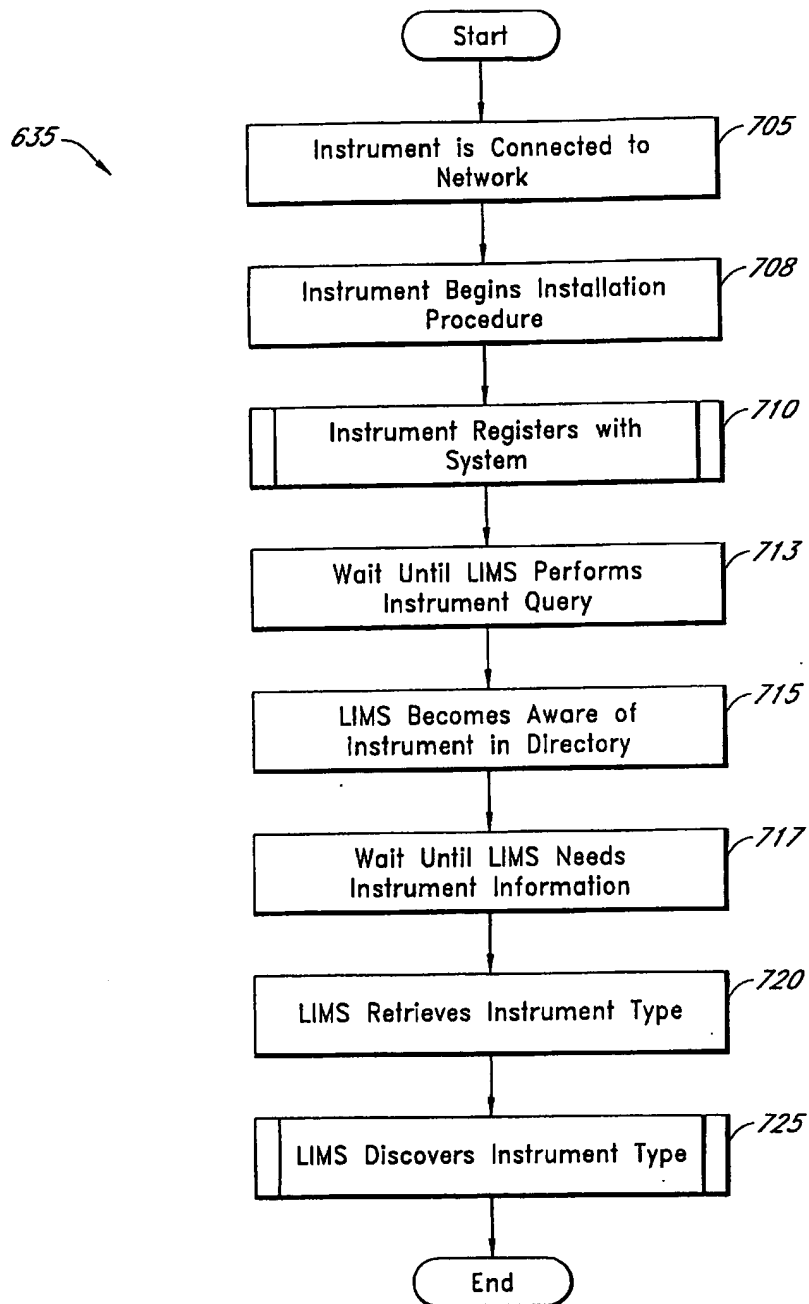 Start
635
705
Instrument is Connected to
Network
708
Instrument Begins Installation
Procedure
710
Instrument Registers with
System
713
Wait Until LIMS Performs
Instrument Query
715
LIMS Becomes Aware of
Instrument in Directory
717
Wait Until LIMS Needs
Instrument Information
720
LIMS Retrieves Instrument Type
725
LIMS Discovers Instrument Type
End